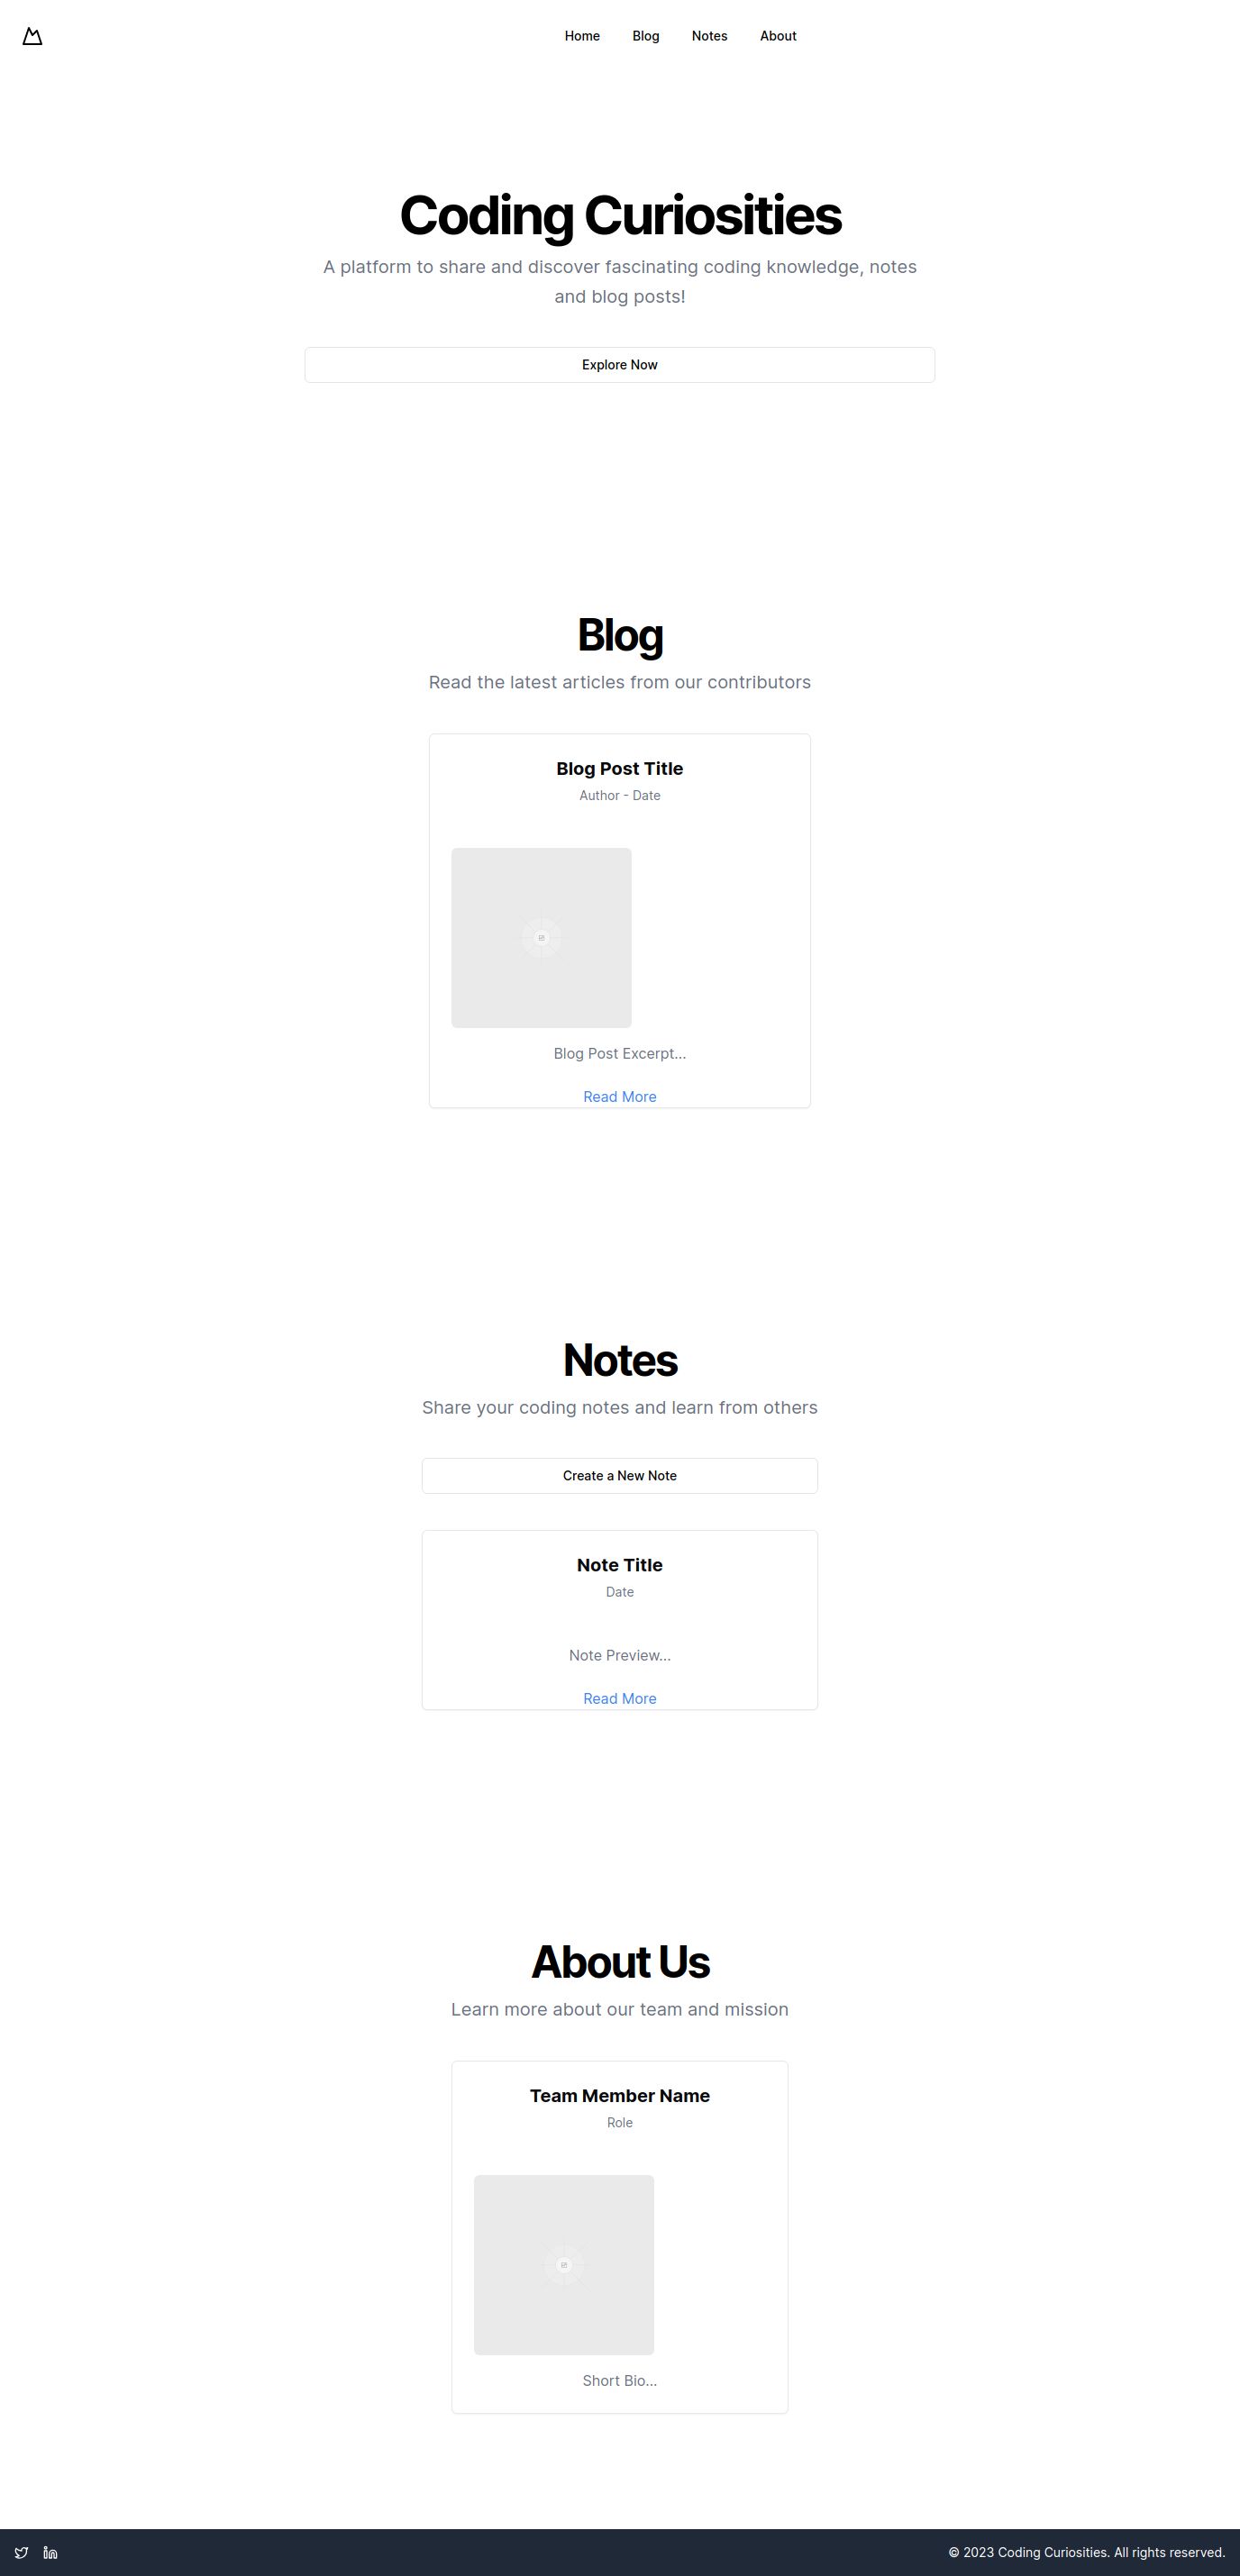 Home Blog Notes About
Coding Curiosities
A platform to share and discover fascinating coding knowledge, notes
and blog posts!
Explore Now
Blog
Read the latest articles from our contributors
Blog Post Title
Author - Date
Blog Post Excerpt...
Read More
Notes
Share your coding notes and learn from others
Create a New Note
Note Title
Date
Note Preview...
Read More
About Us
Learn more about our team and mission
Team Member Name
Role
Short Bio...
© 2023 Coding Curiosities. All rights reserved.